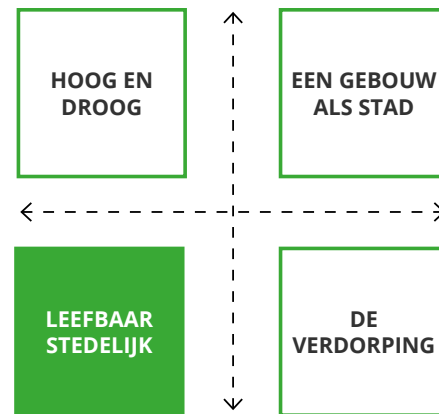 HOOG EN
DROOG
EEN GEBOUW
ALS STAD
LEEFBAAR
STEDELIJK
DE
VERDORPING